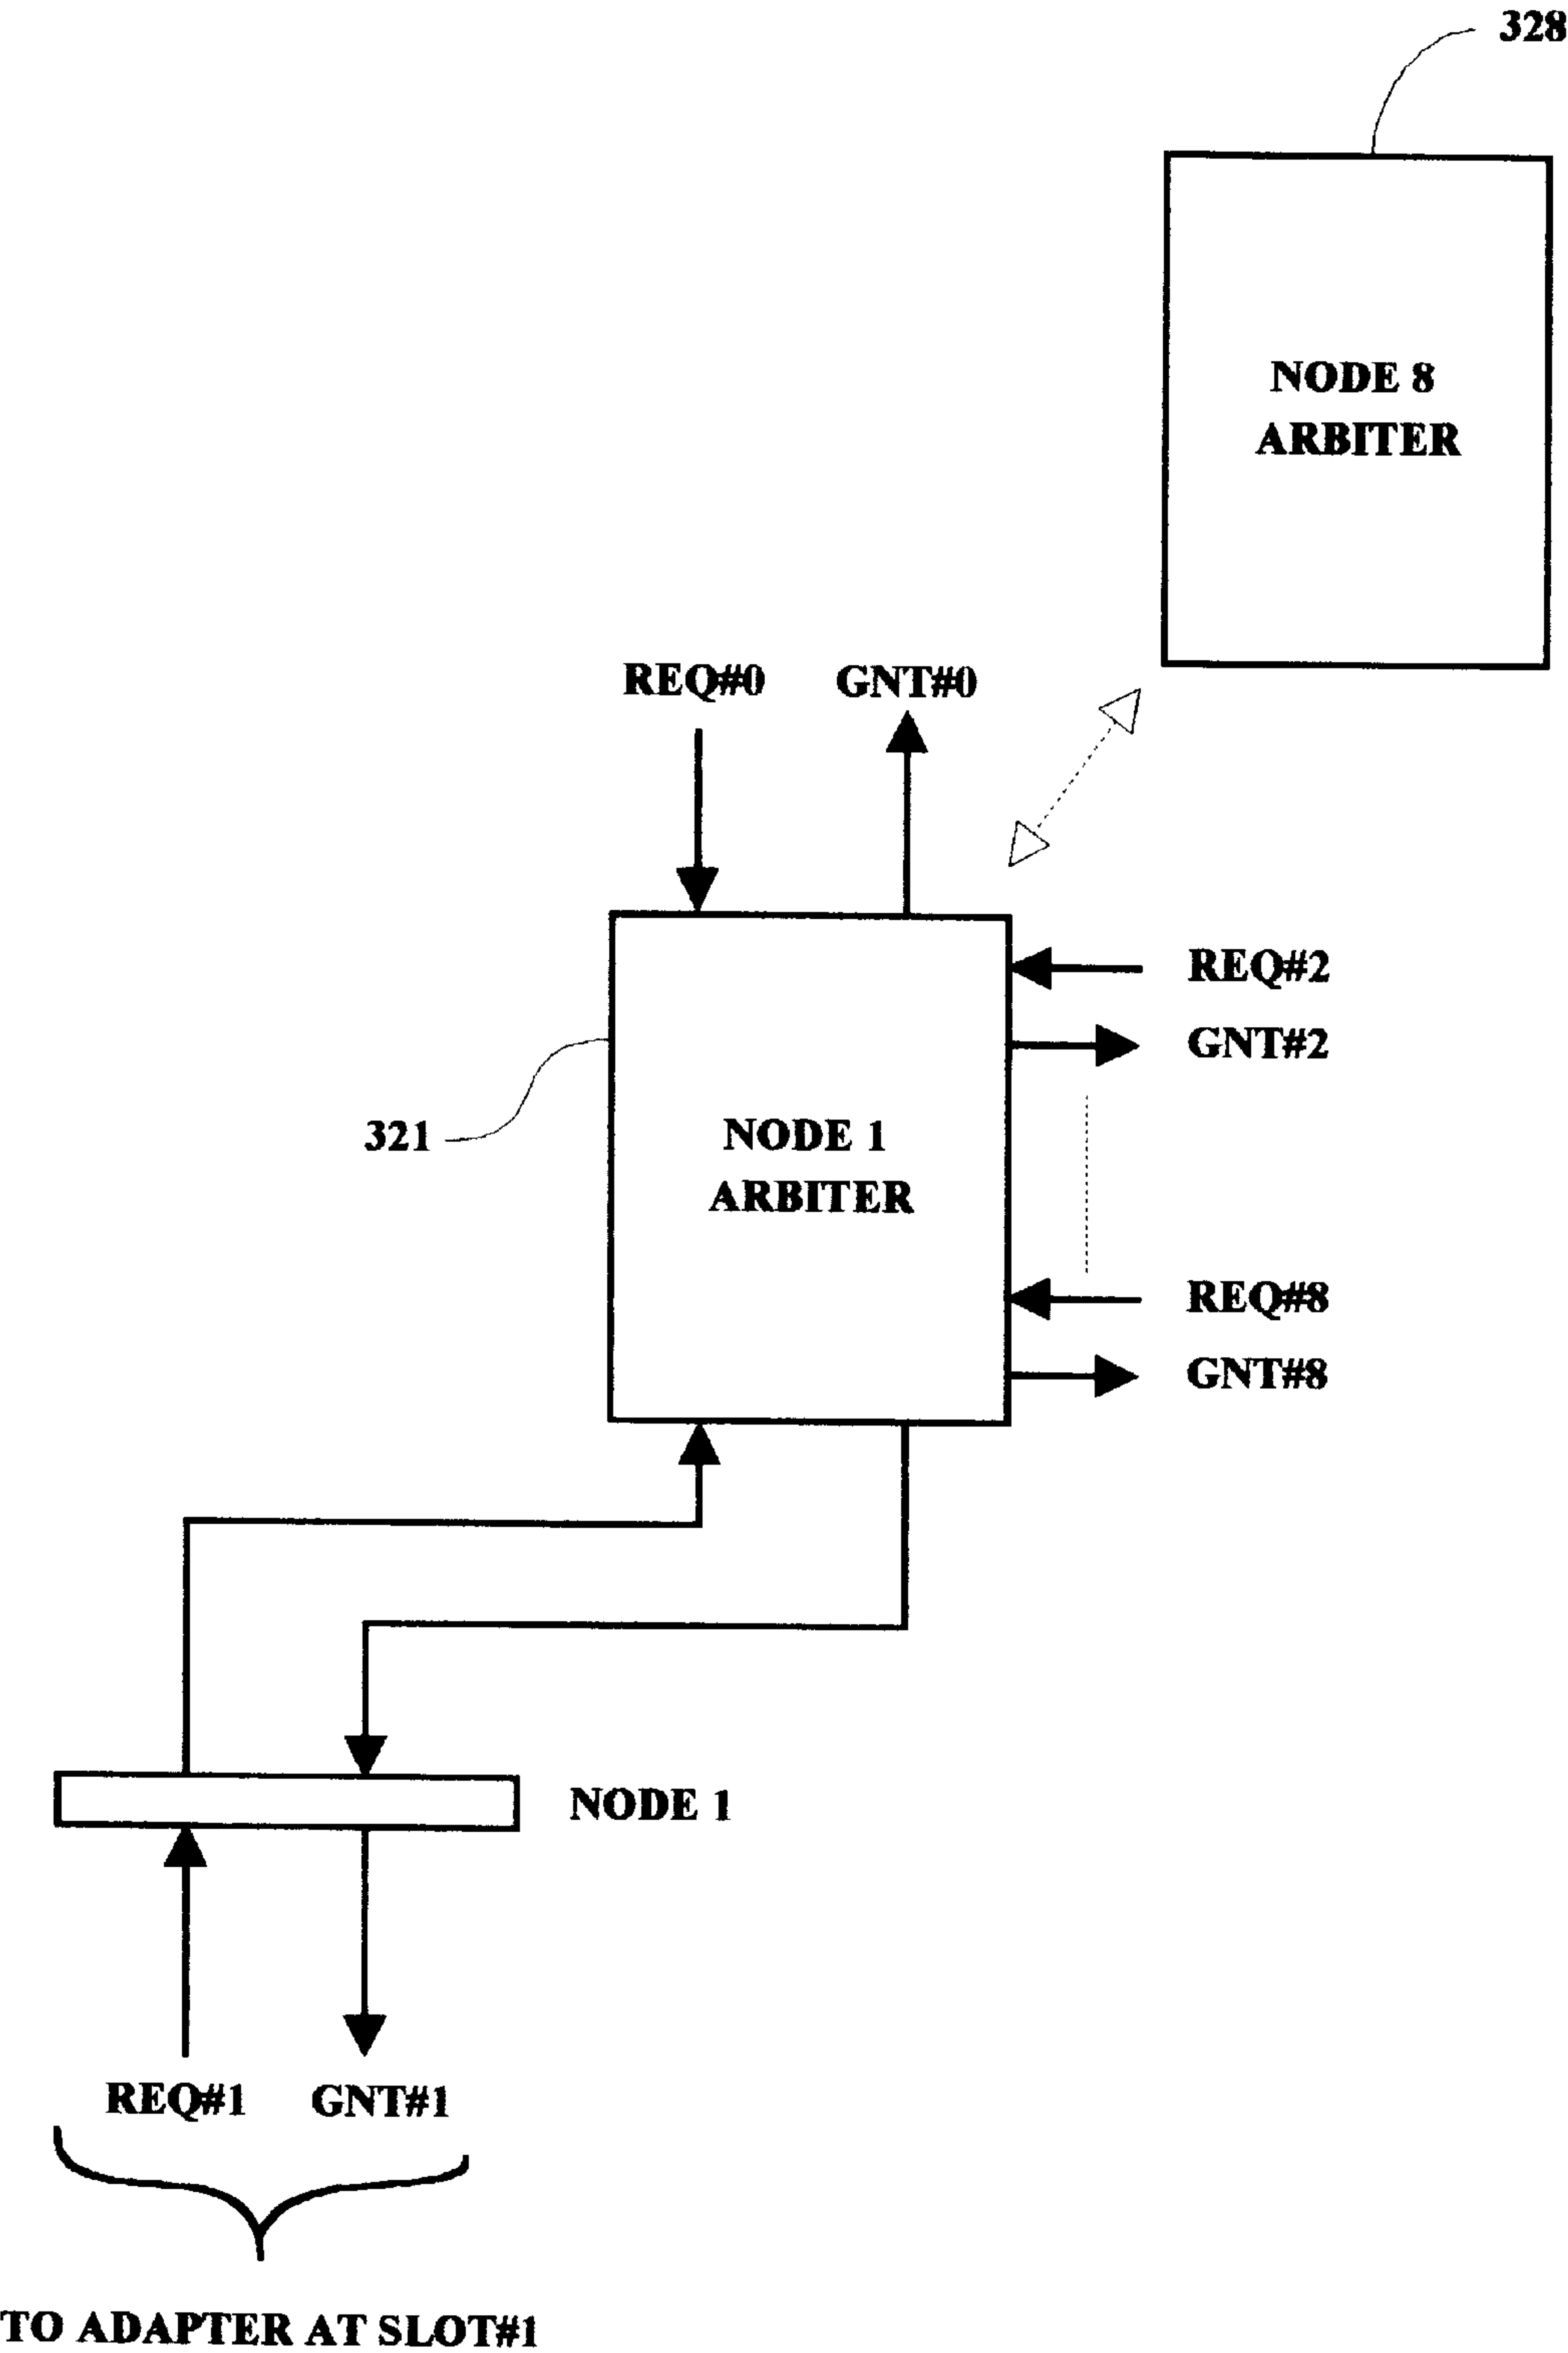 328
NODE 8
ARBITER
REQ#0 GNT#0
REQ#2
GNT#2
321
NODE 1
ARBITER
REQ#8
GNT#8
NODE 1
REQ#1 GNT#1
TO ADAPTER AT SLOT#1